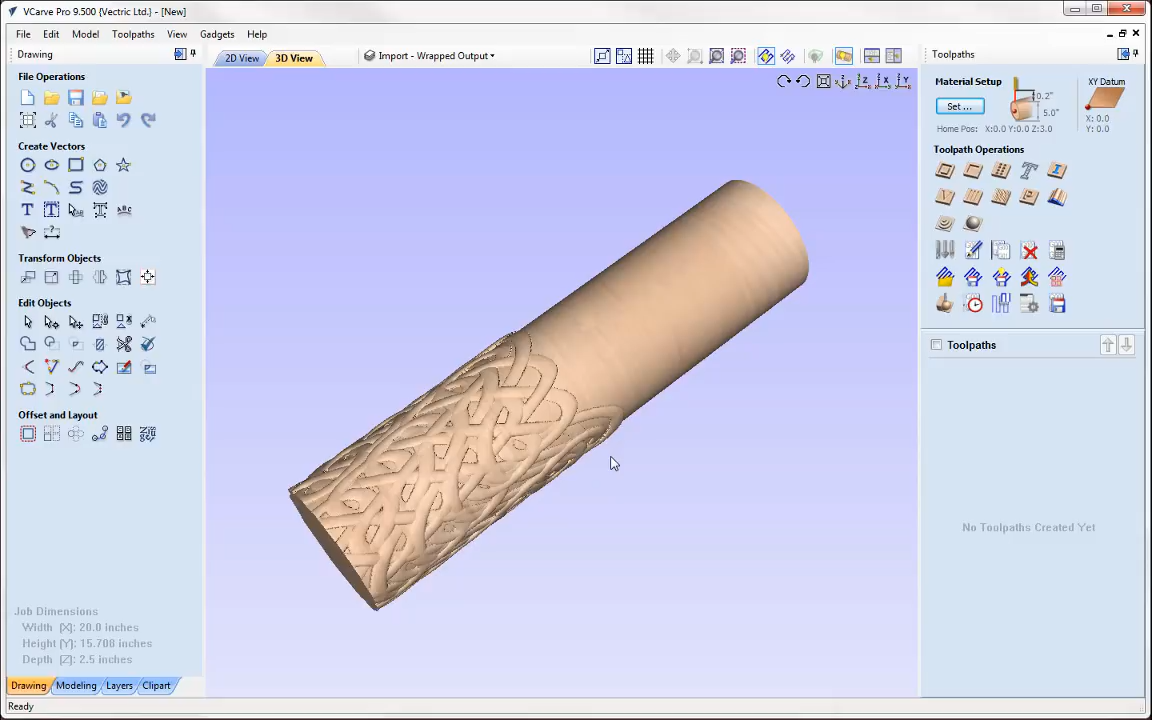 VCarve Pro 9.500 {Vectric Ltd.} - [New]
File Edit Model Toolpaths View Gadgets Help
Drawing
2D View 3D View Import - Wrapped Output
Toolpaths
File Operations
Create Vectors
Transform Objects
Edit Objects
Offset and Layout
Job Dimensions
Width (X): 20.0 inches
Height (Y): 15.708 inches
Depth (Z): 2.5 inches
Drawing Modeling Layers Clipart
Ready
Material Setup
Set ...
0.2"
5.0"
XY Datum
X: 0.0
Y: 0.0
Home Pos: X:0.0 Y:0.0 Z:3.0
Toolpath Operations
Toolpaths
No Toolpaths Created Yet